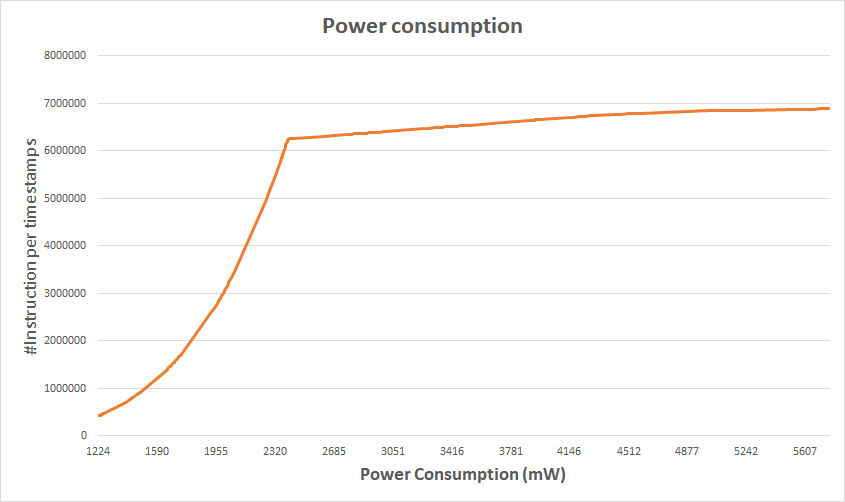 Power consumption
#Instruction per timestamps
8000000
7000000
6000000
5000000
4000000
3000000
2000000
1000000
0
1224 1590 1955 2320 2685 3051 3416 3781 4146 4512 4877 5242 5607
Power Consumption (mW)